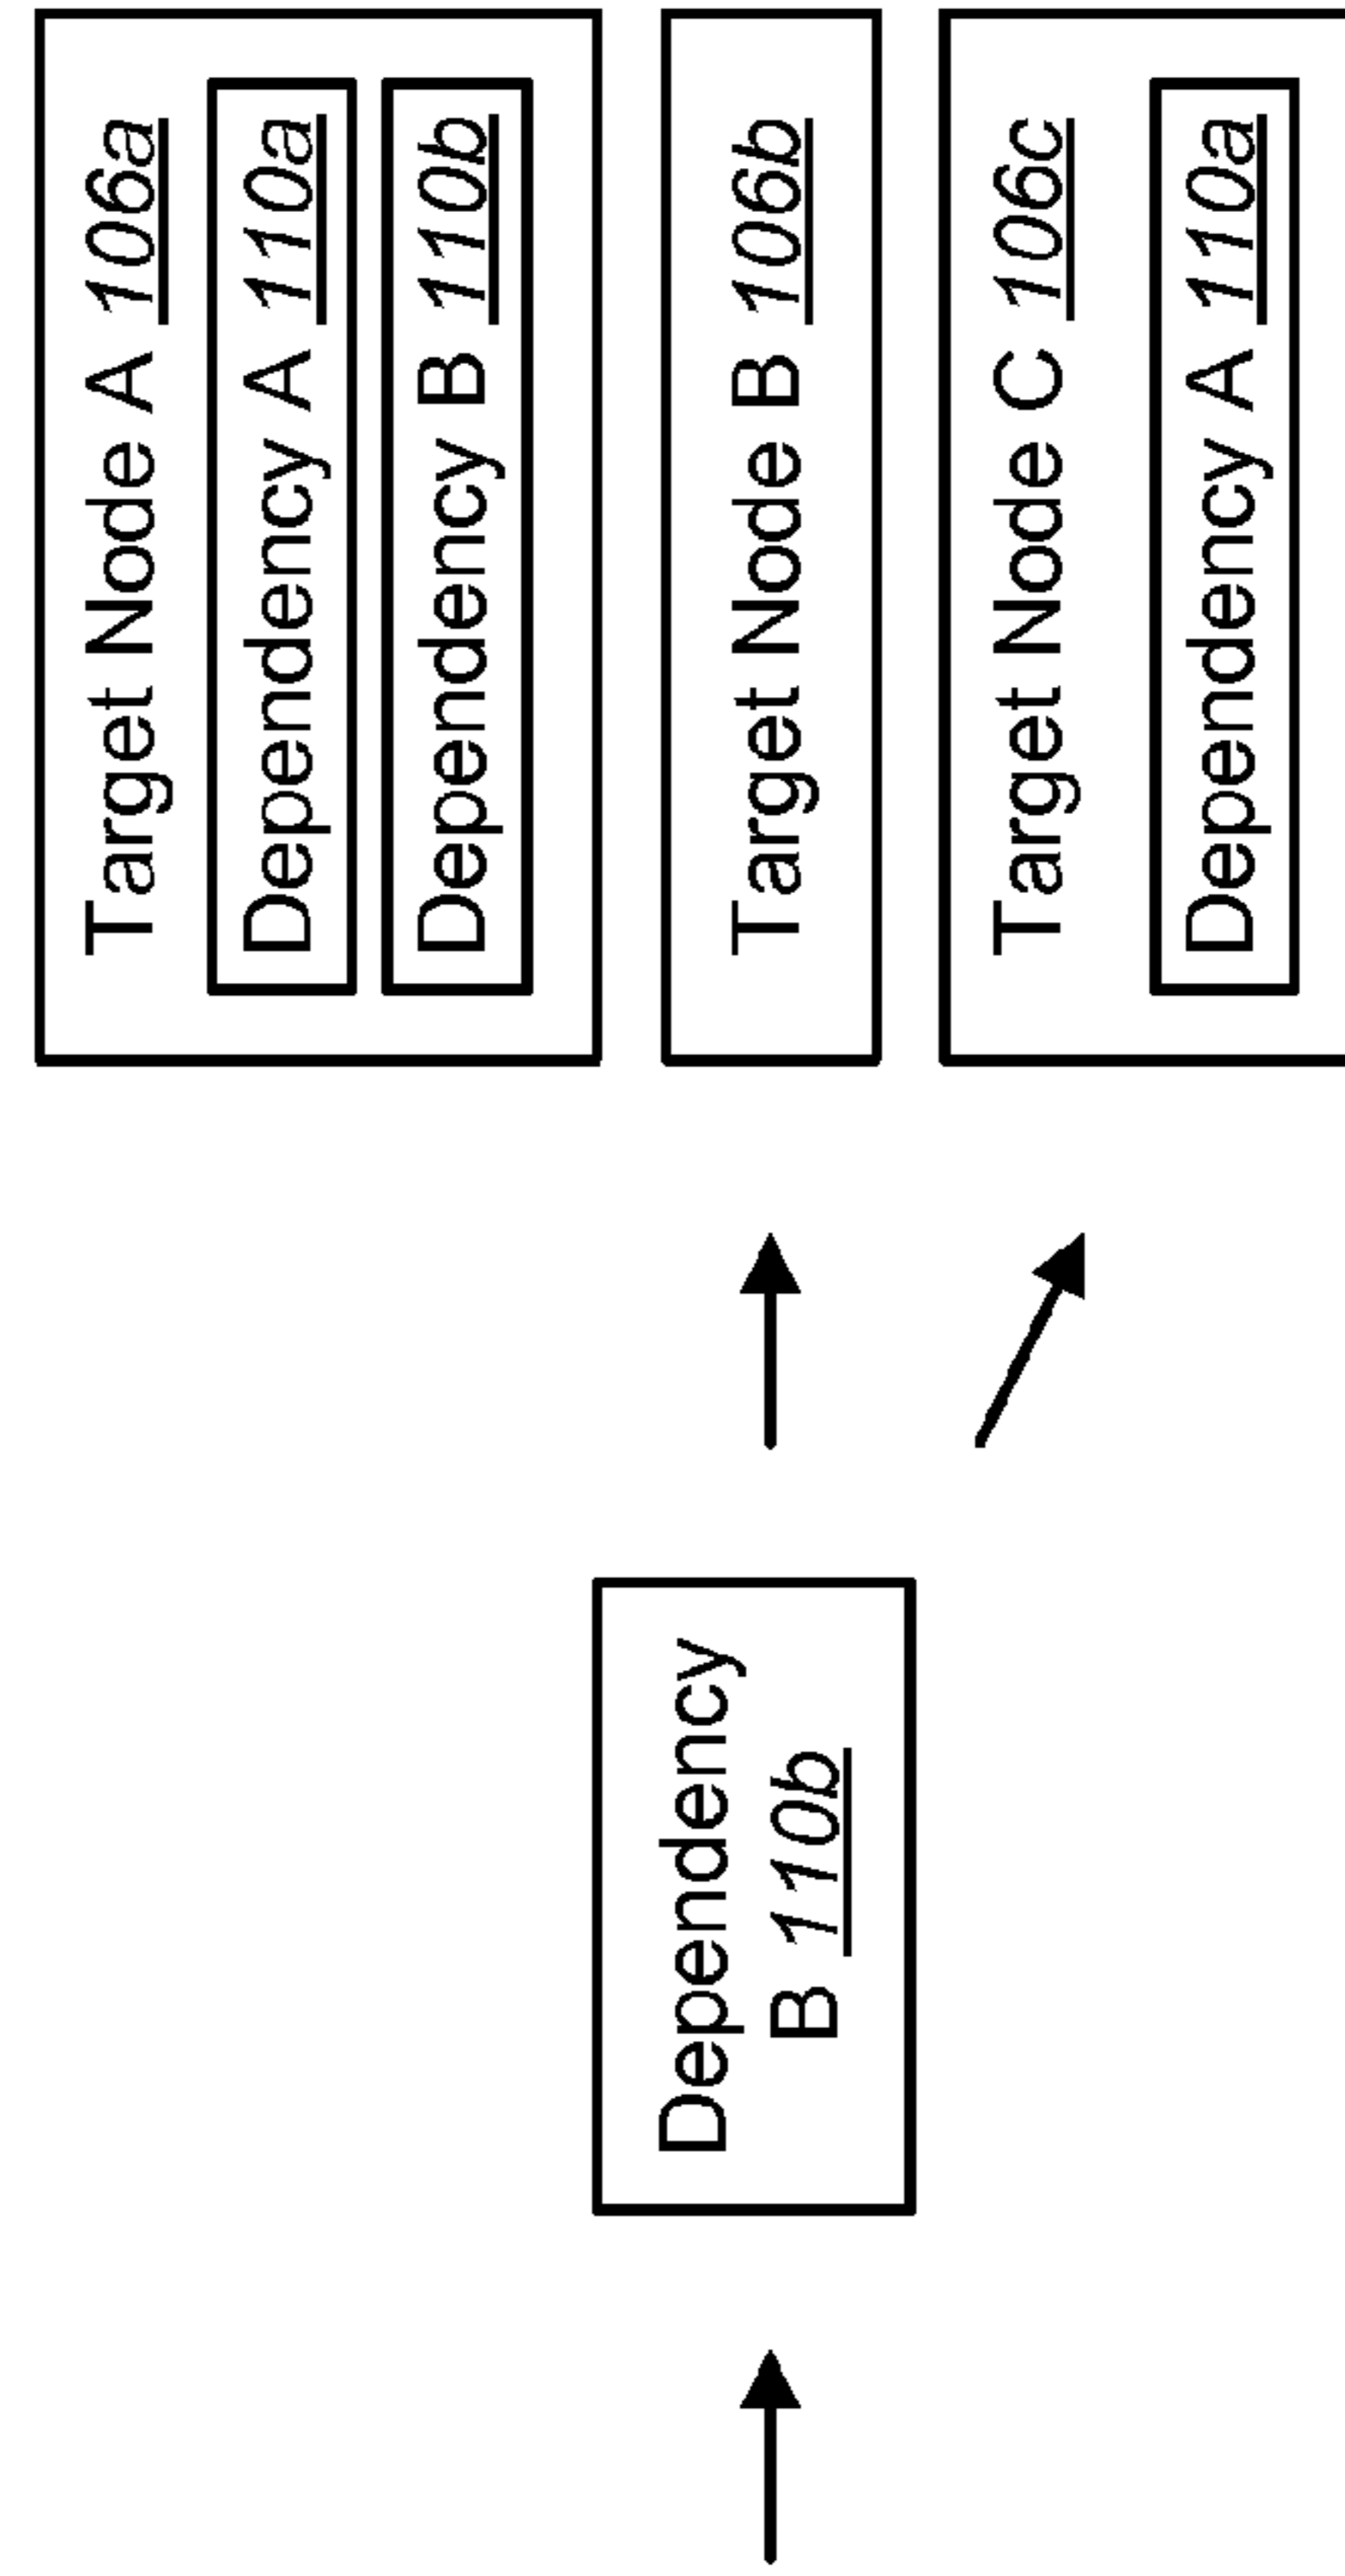 Target Node A 106a
Dependency A 110a
Dependency B 110b
Target Node B 106b
Target Node C 106c
Dependency A 110a
Dependency
B 110b